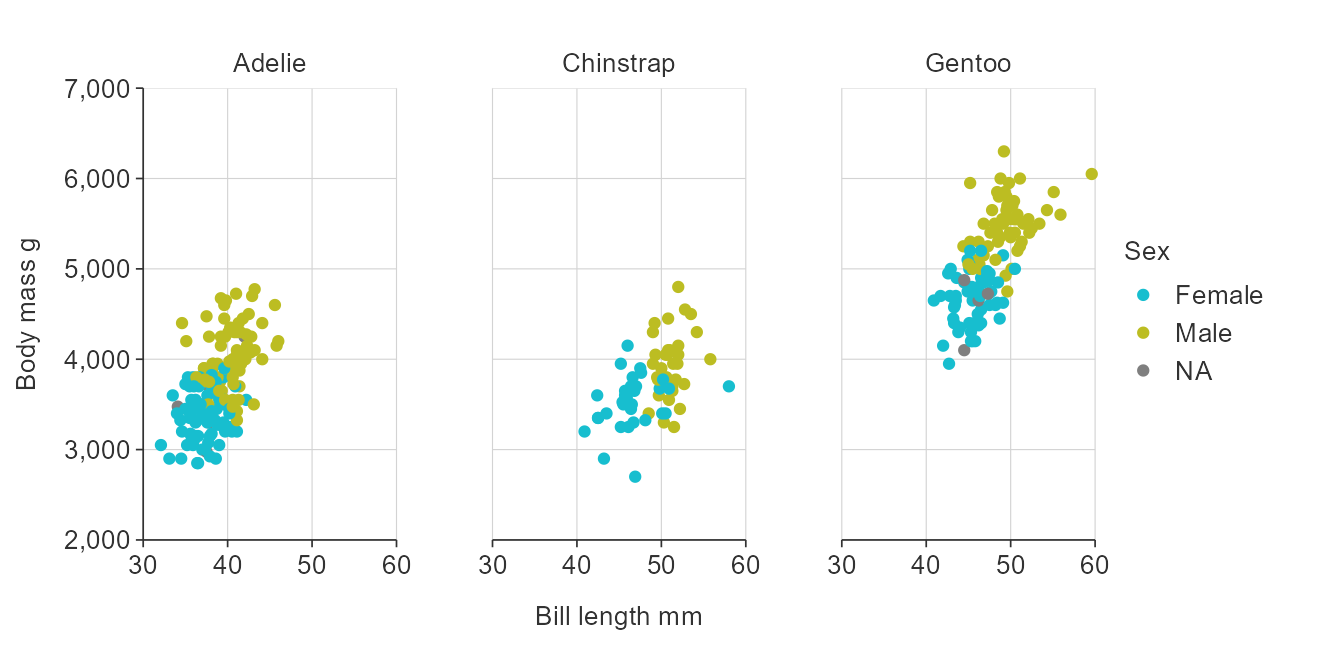 Adelie Chinstrap Gentoo
7,000
6,000
5,000
4,000
3,000
2,000
Body mass g
30 40 50 60 30 40 50 60 30 40 50 60
Bill length mm
Sex
Female
Male
NA